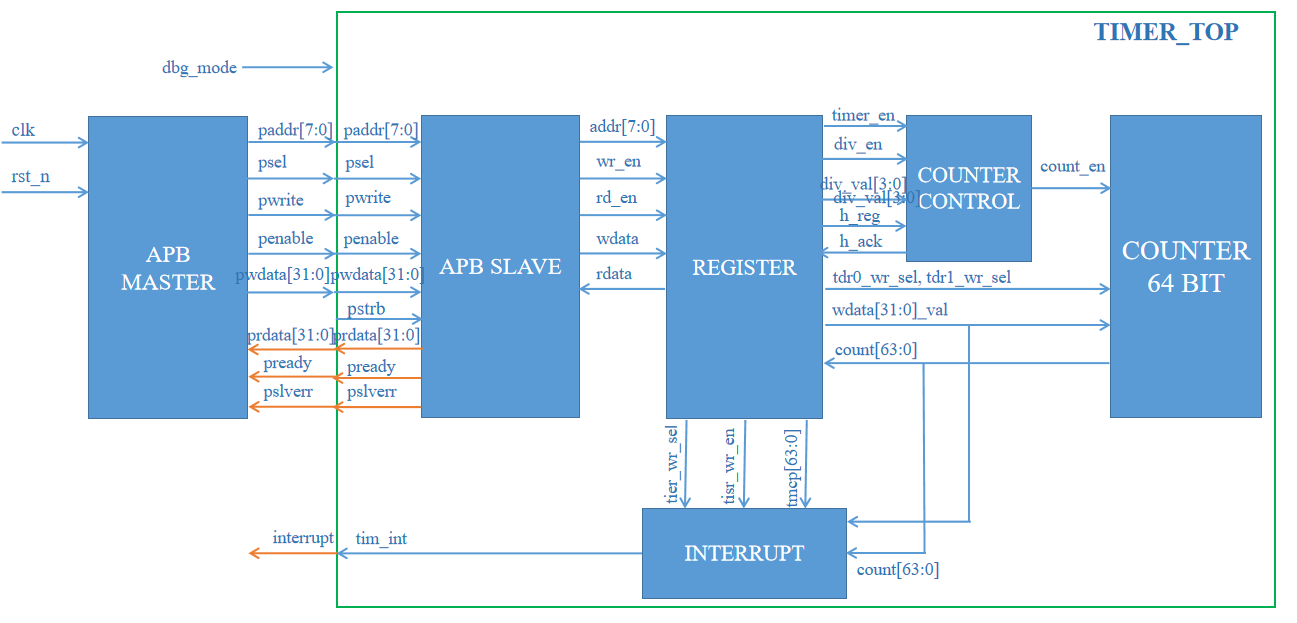 TIMER_TOP
dbg_mode
clk
rst_n
APB
MASTER
paddr[7:0]
psel
pwrite
penable
pwdata[31:0]
prdata[31:0]
pready
pslverr
paddr[7:0]
psel
pwrite
penable
pwdata[31:0]
pstrb
prdata[31:0]
pready
pslverr
APB SLAVE
addr[7:0]
wr_en
rd_en
wdata
rdata
REGISTER
timer_en
div_en
div_val[3:0]
div_val[3:0]
h_reg
h_ack
COUNTER
CONTROL
count_en
COUNTER
64 BIT
tdr0_wr_sel, tdr1_wr_sel
wdata[31:0]_val
count[63:0]
tier_wr_sel
tisr_wr_en
tmcp[63:0]
INTERRUPT
interrupt
tim_int
count[63:0]